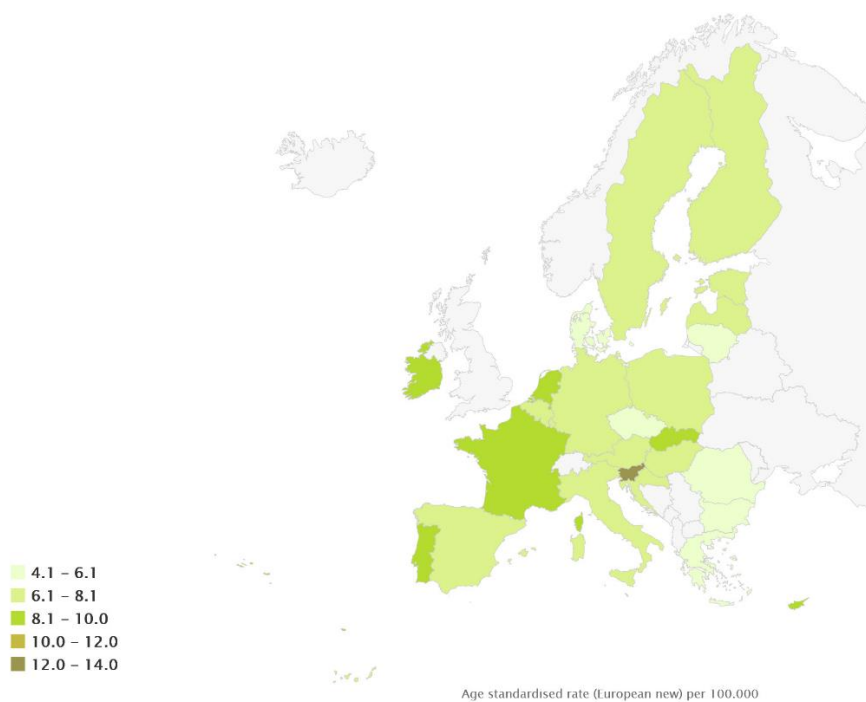 4.1 – 6.1
6.1 – 8.1
8.1 – 10.0
10.0 – 12.0
12.0 – 14.0
Age standardised rate (European new) per 100.000